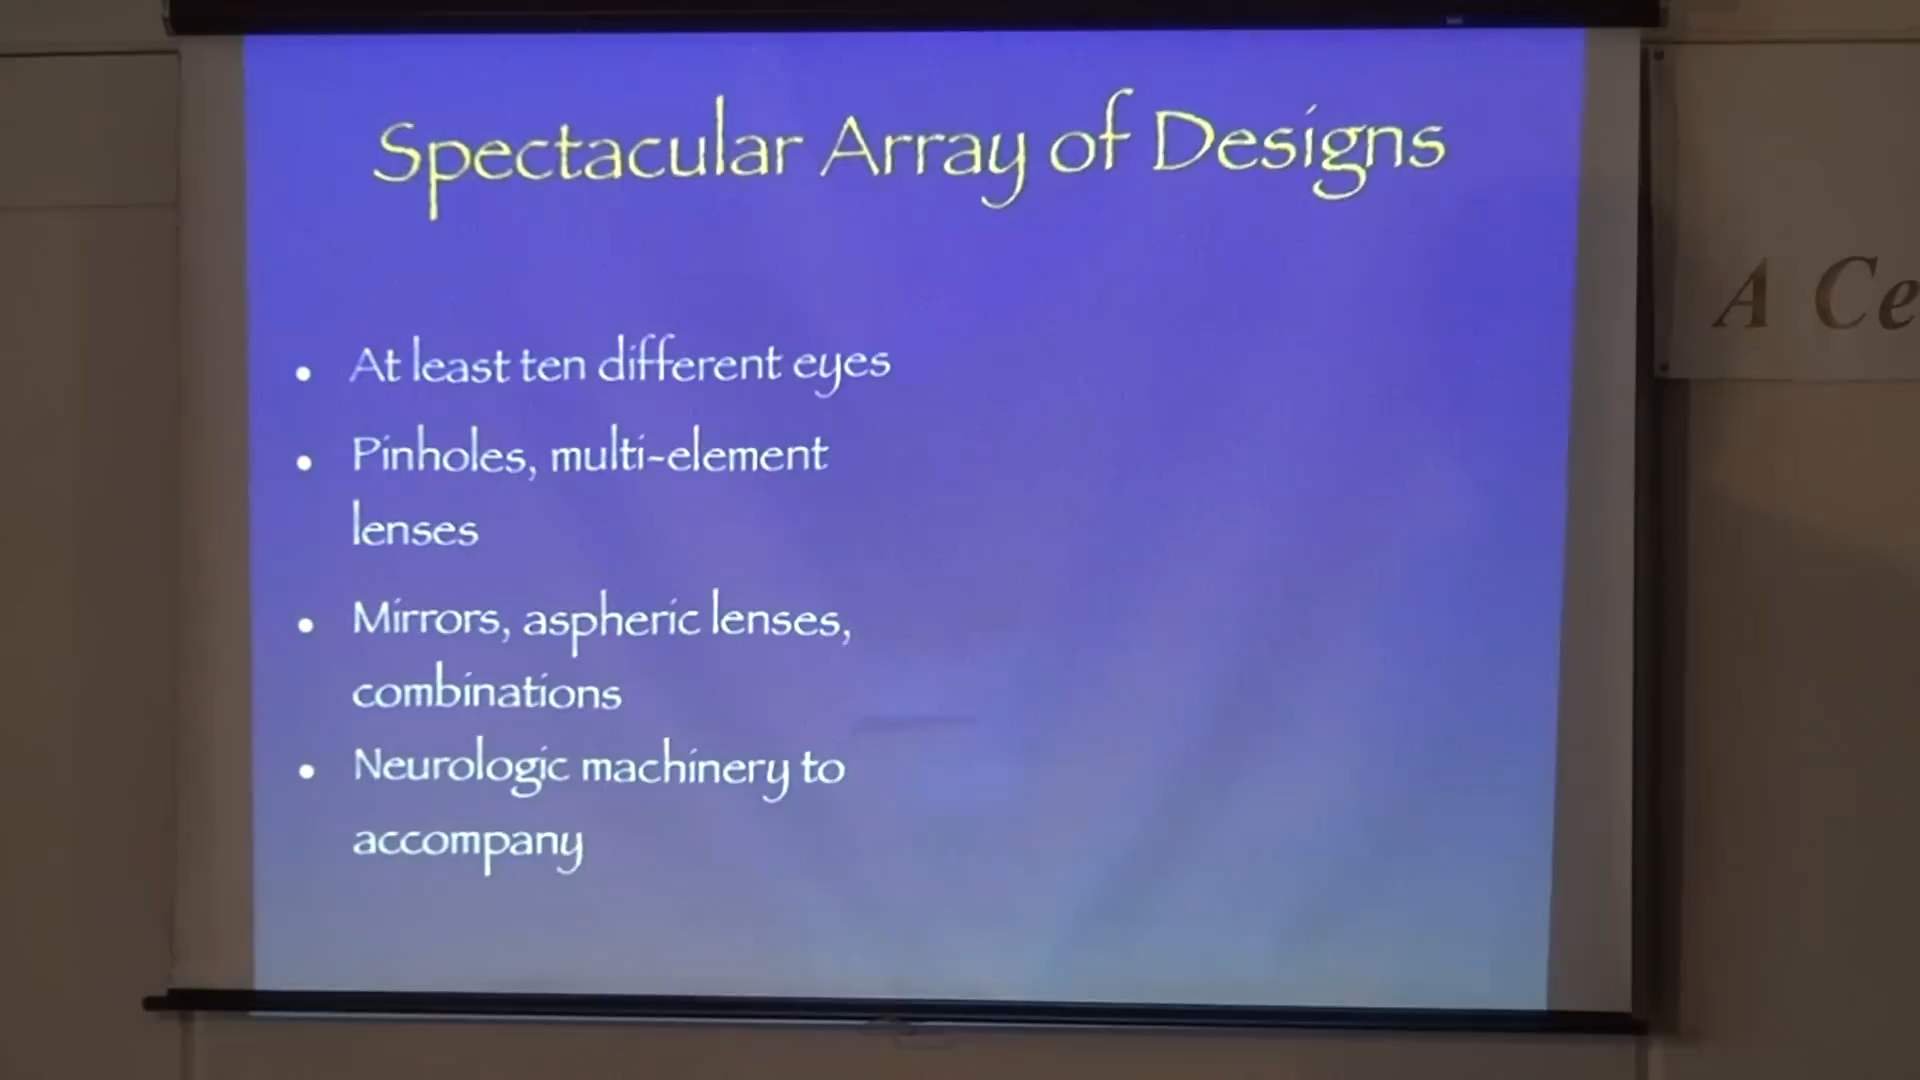 Spectacular Array of Designs
• At least ten different eyes
• Pinholes, multi-element
lenses
• Mirrors, aspheric lenses,
combinations
• Neurologic machinery to
accompany
A Ce